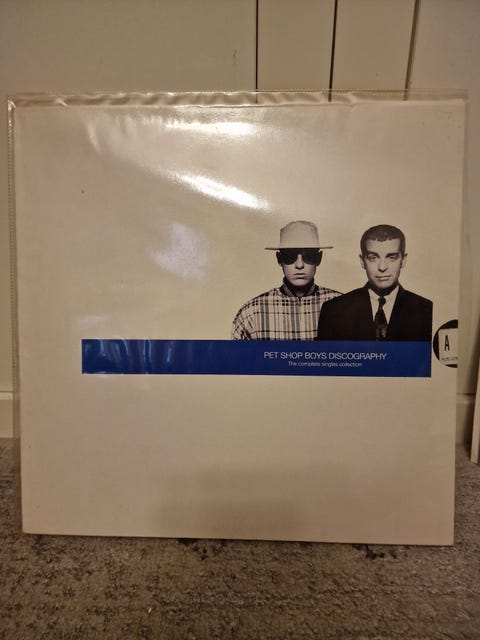 PET SHOP BOYS DISCOGRAPHY
The complete singles collection
A